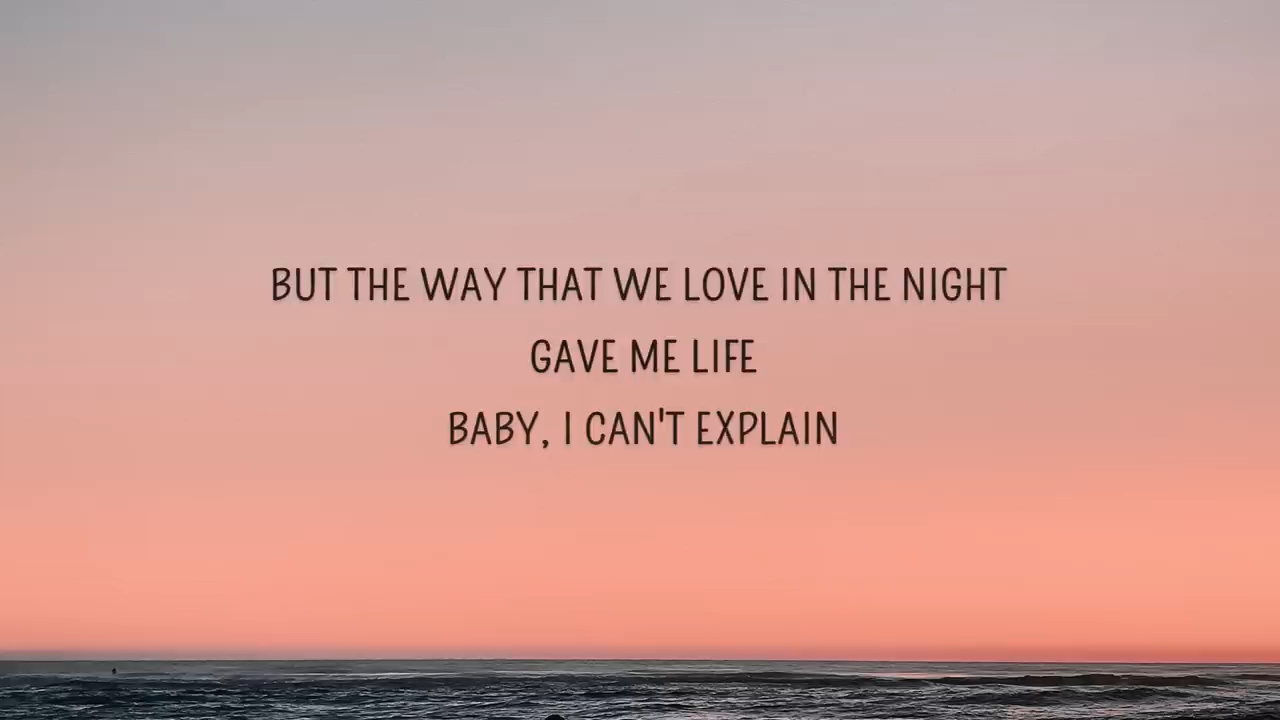 BUT THE WAY THAT WE LOVE IN THE NIGHT
GAVE ME LIFE
BABY, I CAN'T EXPLAIN